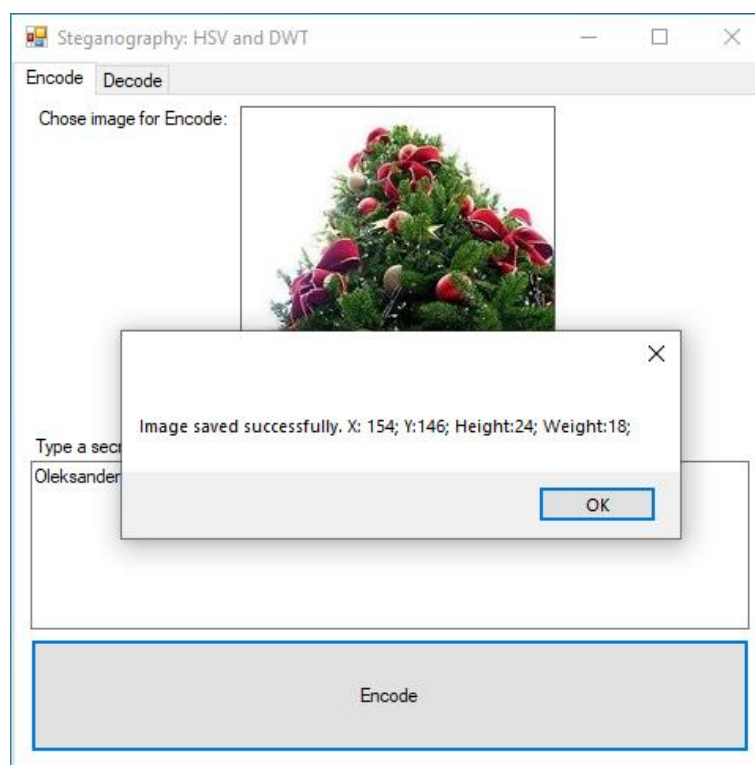 Steganography: HSV and DWT
Encode Decode
Chose image for Encode:
Image saved successfully. X: 154; Y:146; Height:24; Weight:18;
Type a
Oleksander
OK
Encode